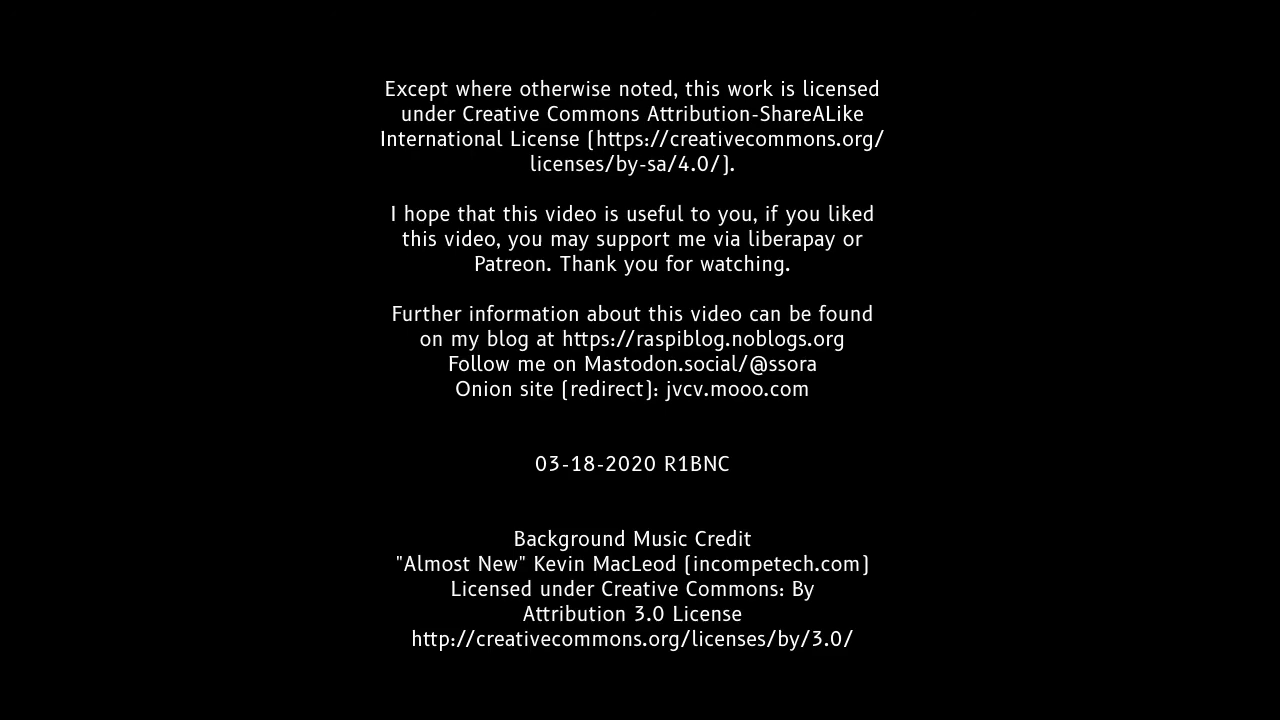 Except where otherwise noted, this work is licensed
under Creative Commons Attribution-ShareALike
International License (https://creativecommons.org/
licenses/by-sa/4.0/).
I hope that this video is useful to you, if you liked
this video, you may support me via liberapay or
Patreon. Thank you for watching.
Further information about this video can be found
on my blog at https://raspiblog.noblogs.org
Follow me on Mastodon.social/@ssora
Onion site (redirect): jvcv.mooo.com
03-18-2020 R1BNC
Background Music Credit
"Almost New" Kevin MacLeod (incompetech.com)
Licensed under Creative Commons: By
Attribution 3.0 License
http://creativecommons.org/licenses/by/3.0/